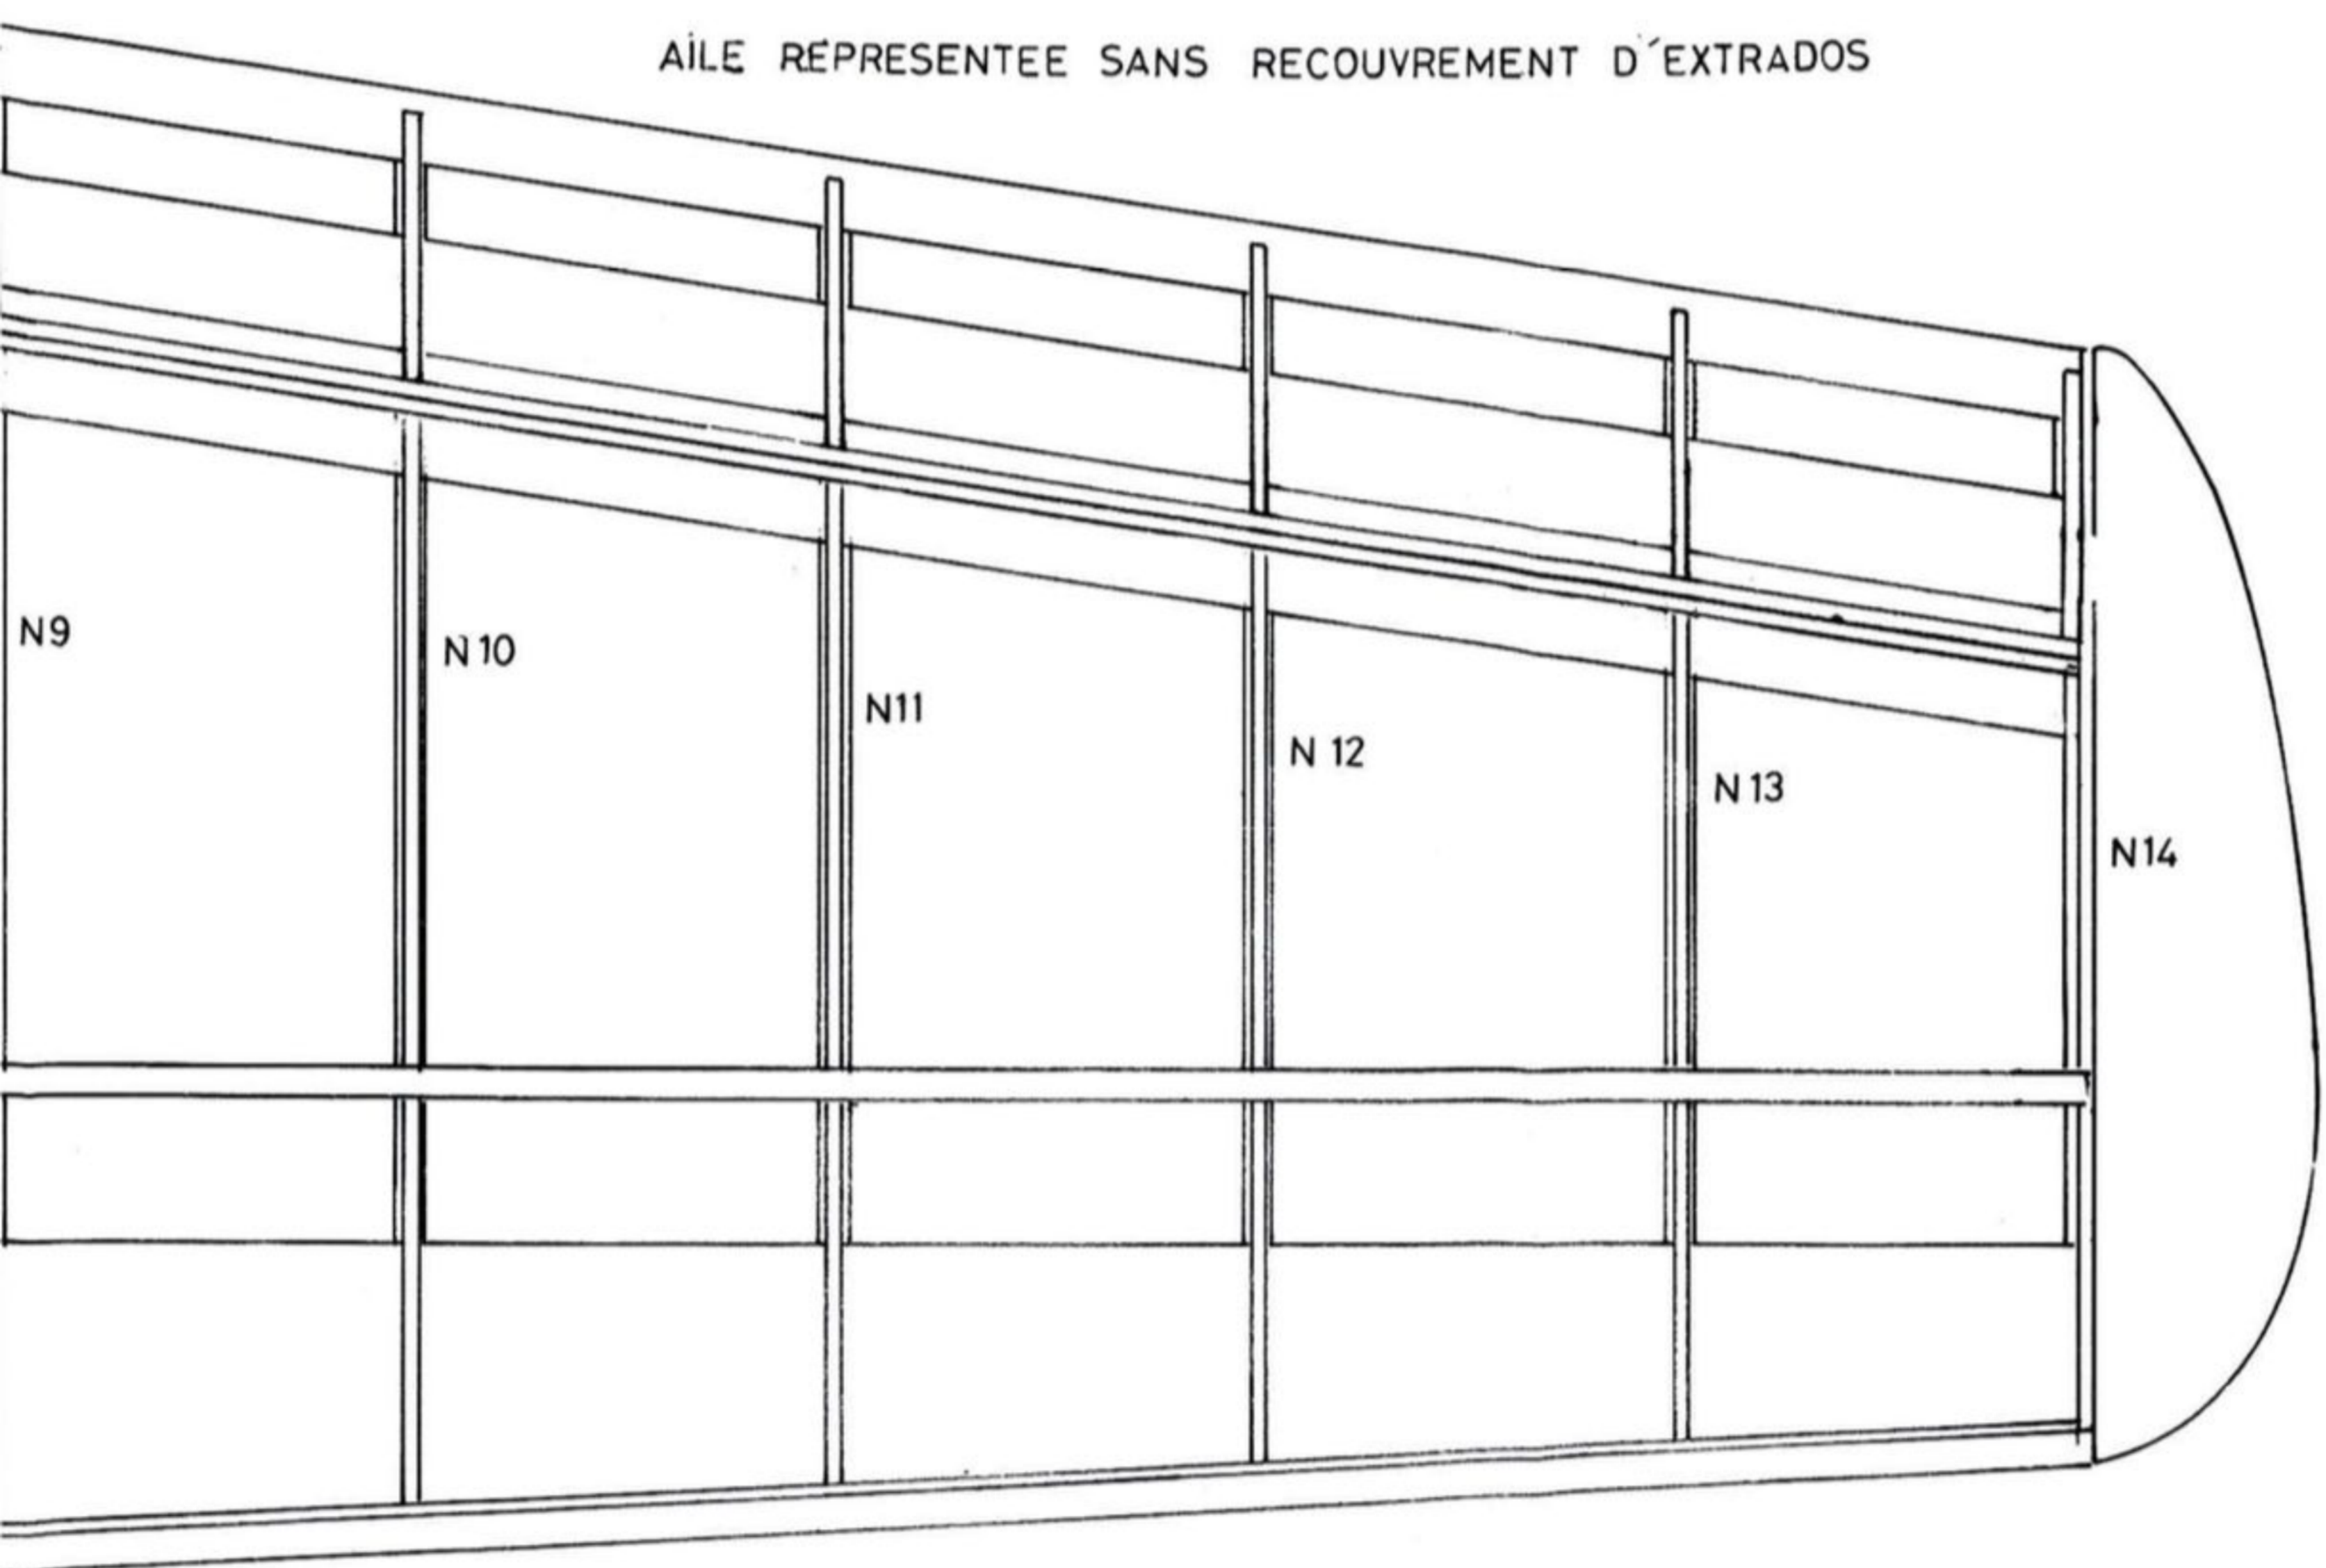 AİLE REPRESENTEE SANS RECOUVREMENT D´EXTRADOS
N9
N 10
N11
N 12
N 13
N14